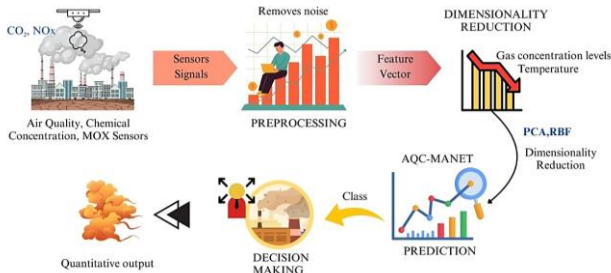 CO₂, NOx
Air Quality, Chemical
Concentration, MOX Sensors
Sensors
Signals
Removes noise
PREPROCESSING
Feature
Vector
DIMENSIONALITY
REDUCTION
Gas concentration levels
Temperature
PCA,RBF
Dimensionality
Reduction
AQC-MANET
PREDICTION
Class
DECISION
MAKING
Quantitative output